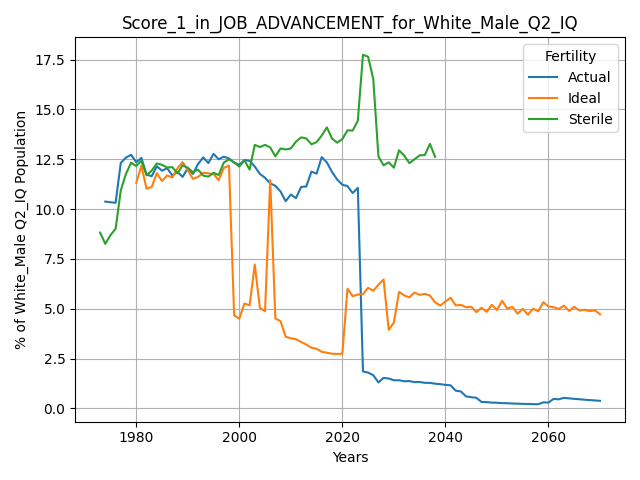 Score_1_in_JOB_ADVANCEMENT_for_White_Male_Q2_IQ
% of White_Male Q2_IQ Population
17.5
15.0
12.5
10.0
7.5
5.0
2.5
0.0
Fertility
Actual
Ideal
Sterile
1980 2000 2020 2040 2060
Years